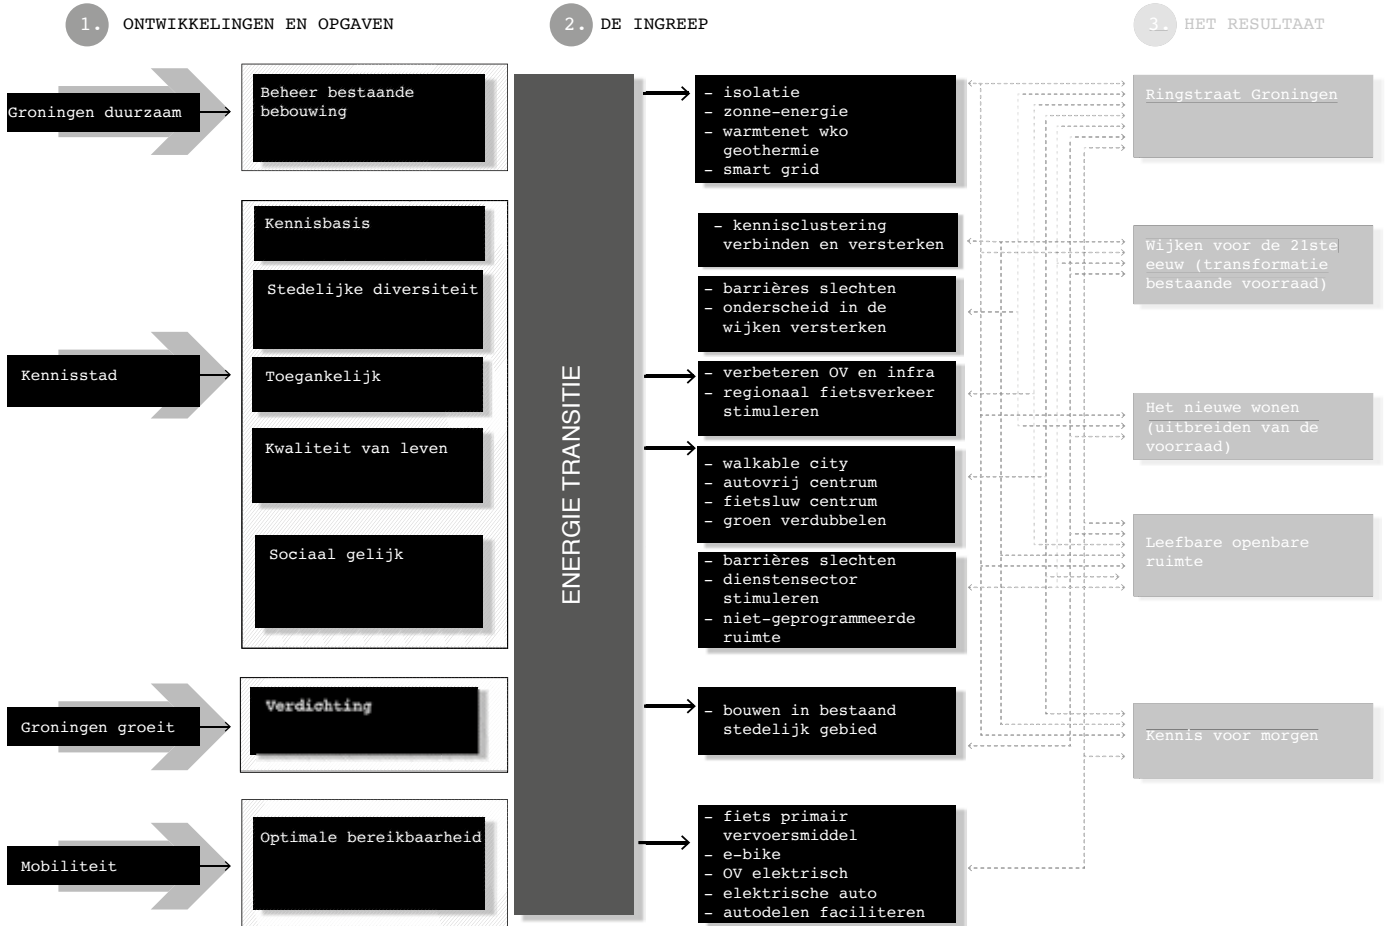 1. ONTWIKKELINGEN EN OPGAVEN
2. DE INGREEP
3. HET RESULTAAT
Groningen duurzaam
Beheer bestaande
bebouwing
Kennisstad
Kennisbasis
Stedelijke diversiteit
Toegankelijk
Kwaliteit van leven
Sociaal gelijk
Groningen groeit
Verdichting
Mobiliteit
Optimale bereikbaarheid
ENERGIE TRANSITIE
- isolatie
- zonne-energie
- warmtenet wko
geothermie
- smart grid
- kennisclustering
verbinden en versterken
- barrières slechten
- onderscheid in de
wijken versterken
- verbeteren OV en infra
- regionaal fietsverkeer
stimuleren
- walkable city
- autovrij centrum
- fietsluw centrum
- groen verdubbelen
- barrières slechten
- dienstensector
stimuleren
- niet-geprogrammeerde
ruimte
- bouwen in bestaand
stedelijk gebied
- fiets primair
vervoersmiddel
- e-bike
- OV elektrisch
- elektrische auto
- autodelen faciliteren
Ringstraat Groningen
Wijken voor de 21ste
eeuw (transformatie
bestaande voorraad)
Het nieuwe wonen
(uitbreiden van de
voorraad)
Leefbare openbare
ruimte
Kennis voor morgen